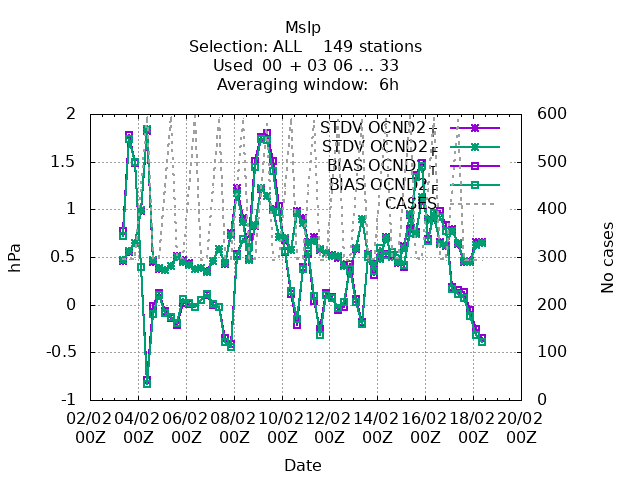 Mslp
Selection: ALL 149 stations
Used 00 + 03 06 ... 33
Averaging window: 6h
2
1.5
1
0.5
0
-0.5
-1
hPa
600
500
400
300
200
100
0
No cases
STDV OCND2_T
STDV OCND2_F
BIAS OCND2_T
BIAS OCND2_F
CASES
02/02 04/02 06/02 08/02 10/02 12/02 14/02 16/02 18/02 20/02
00Z 00Z 00Z 00Z 00Z 00Z 00Z 00Z 00Z 00Z
Date